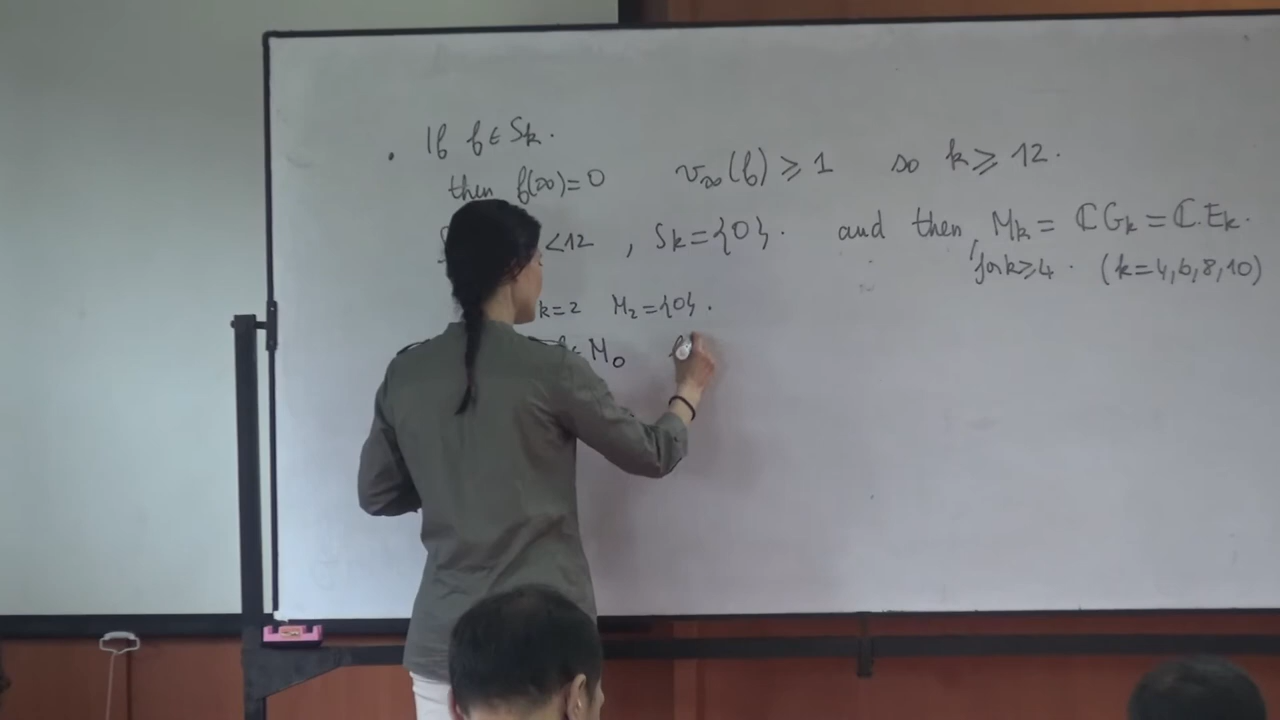 . If f ∈ Sk.
then f(∞)=0 v∞(f) ⩾ 1 so k ⩾ 12.
<12 , Sk={0}. and then, Mk = ℂGk = ℂ.Ek.
for k⩾4. (k=4,6,8,10)
k=2 M2={0}.
f∈ M0